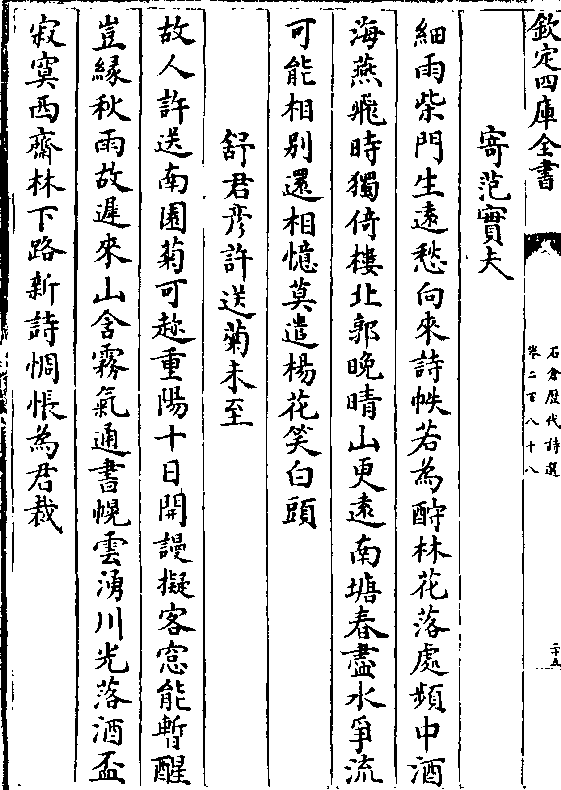 欽定四庫全書
石倉歷代詩選
卷二百八十八
二十五
寄范實夫
細雨柴門生遠愁向來詩帙若為酧林花落處頻中酒
海燕飛時獨倚樓北郭晚晴山更遠南塘春盡水爭流
可能相別還相憶莫遣楊花笑白頭
舒君彥許送菊未至
故人許送南園菊可趂重陽十日開謾擬客窓能暫醒
豈縁秋雨故遲來山舍霧氣通書幌雲湧川光落酒盃
寂寞西齋林下路新詩惆悵為君裁